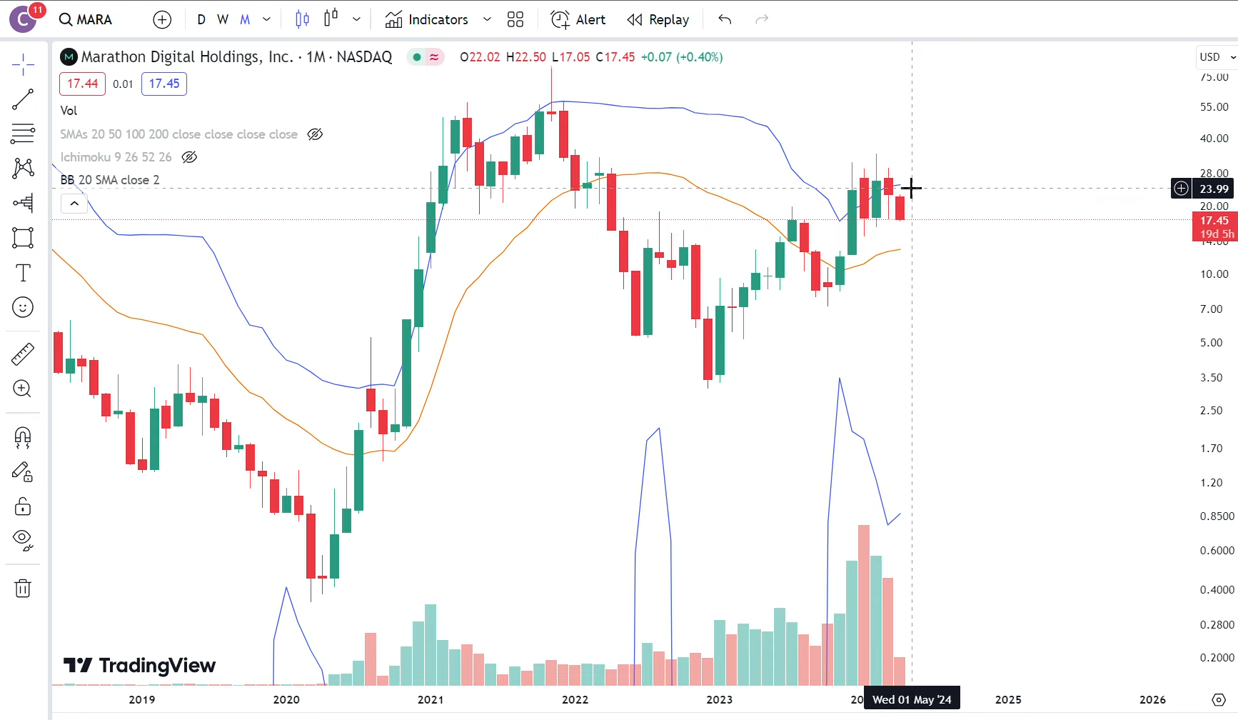 C 11 MARA D W M Indicators Alert Replay
Marathon Digital Holdings, Inc. · 1M · NASDAQ O22.02 H22.50 L17.05 C17.45 +0.07 (+0.40%) USD
17.44 0.01 17.45
75.00
Vol
55.00
SMAs 20 50 100 200 close close close close
40.00
Ichimoku 9 26 52 26
28.00
BB 20 SMA close 2
23.99
20.00
17.45
19d 5h
14.00
10.00
7.00
5.00
3.50
2.50
1.70
1.20
0.8500
0.6000
0.4000
0.2800
0.2000
TradingView
2019 2020 2021 2022 2023 Wed 01 May '24 2025 2026